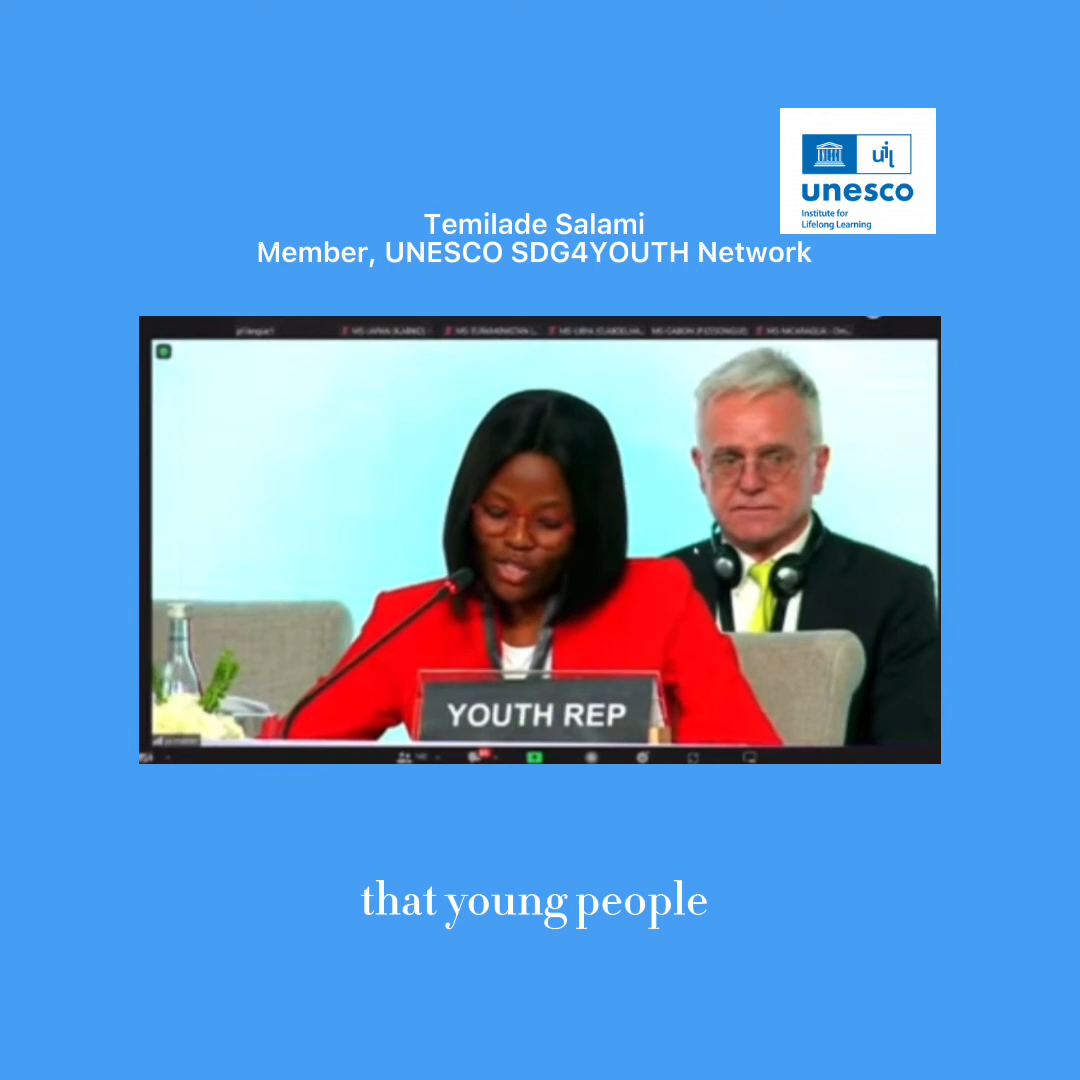 uil
unesco
Institute for
Lifelong Learning
Temilade Salami
Member, UNESCO SDG4YOUTH Network
YOUTH REP
that young people